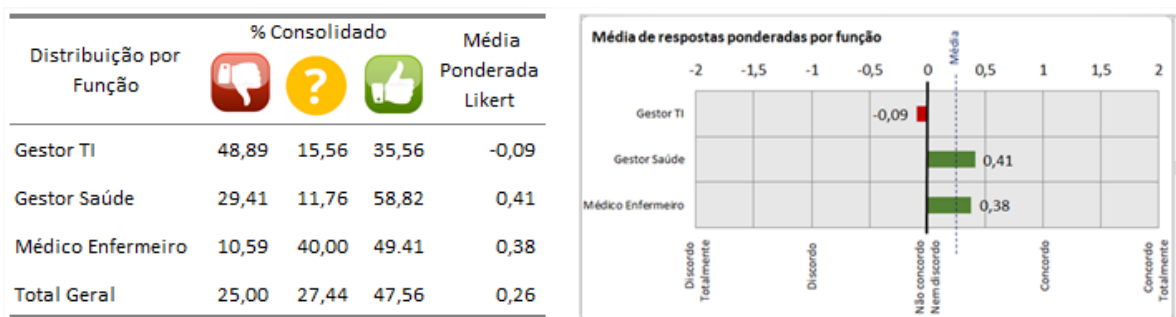 Distribuição por Função
% Consolidado
Média Ponderada Likert
?
Gestor TI 48,89 15,56 35,56 -0,09
Gestor Saúde 29,41 11,76 58,82 0,41
Médico Enfermeiro 10,59 40,00 49.41 0,38
Total Geral 25,00 27,44 47,56 0,26
Média de respostas ponderadas por função
Média
-2 -1,5 -1 -0,5 0 0,5 1 1,5 2
Gestor TI -0,09
Gestor Saúde 0,41
Médico Enfermeiro 0,38
Discordo Totalmente
Discordo
Não concordo Nem discordo
Concordo
Concordo Totalmente